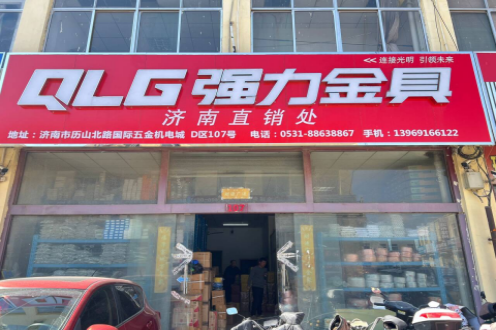 << 连接光明 引领未来
QLG 强力金具
济南直销处
地址：济南市历山北路国际五金机电城 D区107号 电话：0531-88638867 手机：13969166122